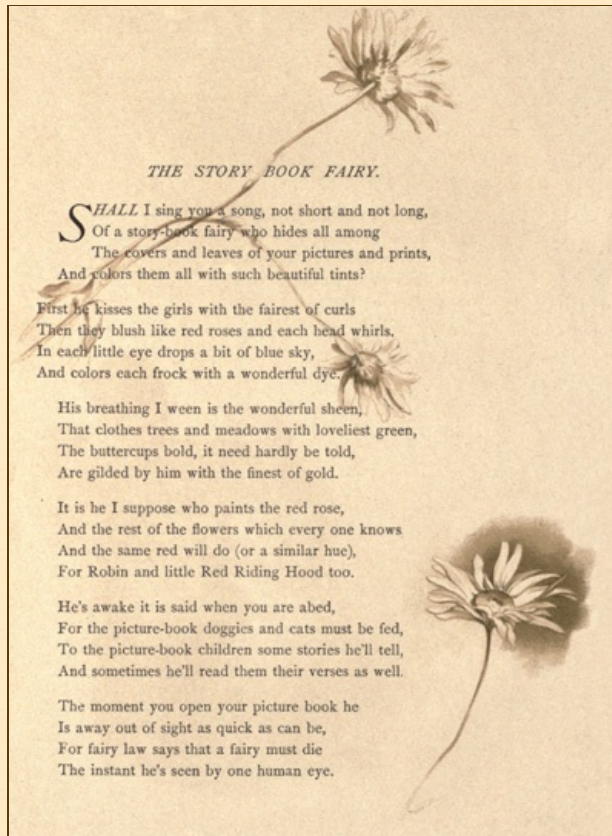 THE STORY BOOK FAIRY.
SHALL I sing you a song, not short and not long,
Of a story-book fairy who hides all among
The covers and leaves of your pictures and prints,
And colors them all with such beautiful tints?
First he kisses the girls with the fairest of curls
Then they blush like red roses and each head whirls,
In each little eye drops a bit of blue sky,
And colors each frock with a wonderful dye.
His breathing I ween is the wonderful sheen,
That clothes trees and meadows with loveliest green,
The buttercups bold, it need hardly be told,
Are gilded by him with the finest of gold.
It is he I suppose who paints the red rose,
And the rest of the flowers which every one knows
And the same red will do (or a similar hue),
For Robin and little Red Riding Hood too.
He's awake it is said when you are abed,
For the picture-book doggies and cats must be fed,
To the picture-book children some stories he'll tell,
And sometimes he'll read them their verses as well.
The moment you open your picture book he
Is away out of sight as quick as can be,
For fairy law says that a fairy must die
The instant he's seen by one human eye.